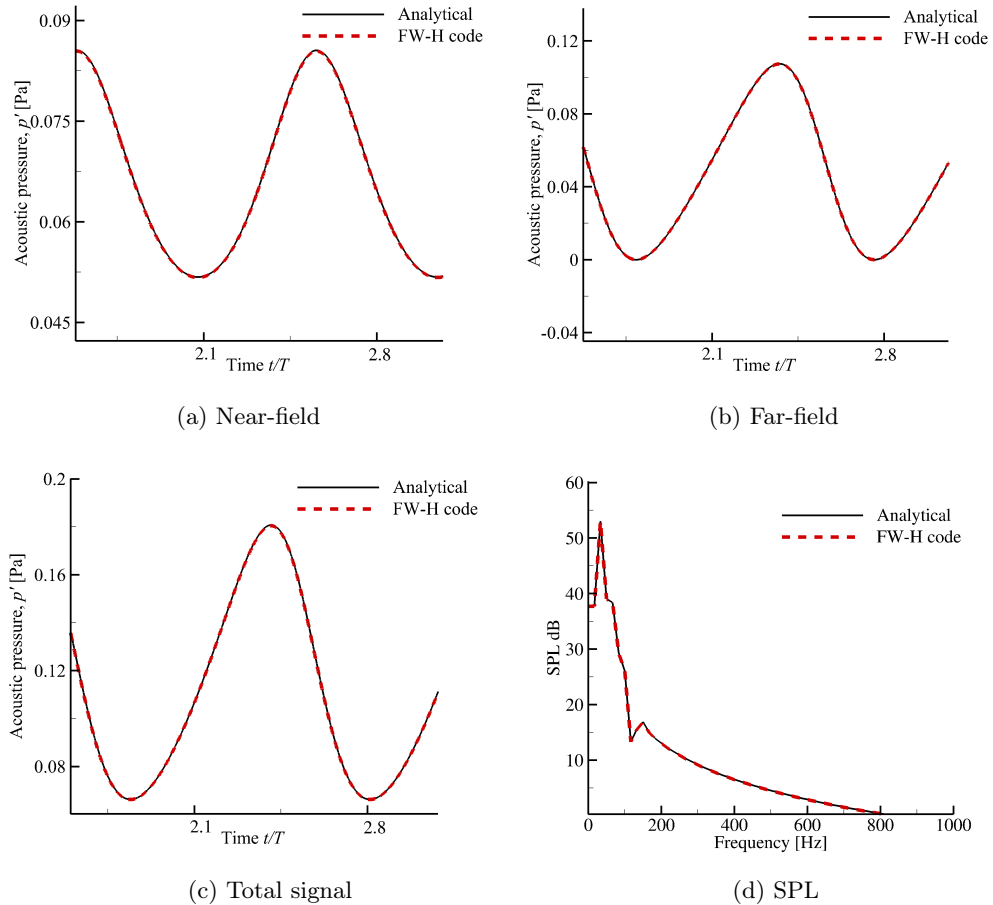 0.09
0.075
0.06
0.045
Acoustic pressure, p′ [Pa]
Analytical
FW-H code
2.1
2.8
Time t/T
(a) Near-field
0.12
0.08
0.04
0
-0.04
Acoustic pressure, p′ [Pa]
Analytical
FW-H code
2.1
2.8
Time t/T
(b) Far-field
0.2
0.16
0.12
0.08
Acoustic pressure, p′ [Pa]
Analytical
FW-H code
2.1
2.8
Time t/T
(c) Total signal
60
50
40
30
20
10
SPL dB
Analytical
FW-H code
0 200 400 600 800 1000
Frequency [Hz]
(d) SPL